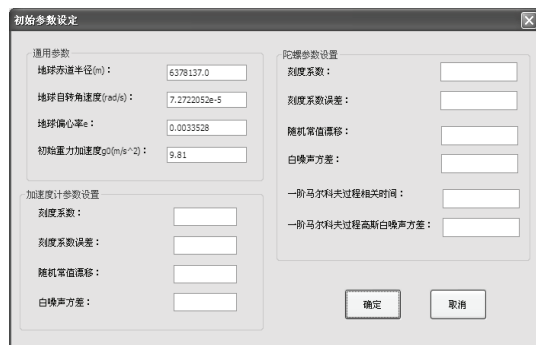 初始参数设定
通用参数
地球赤道半径(m)： 6378137.0
地球自转角速度(rad/s)： 7.2722052e-5
地球偏心率e： 0.0033528
初始重力加速度g0(m/s^2)： 9.81
加速度计参数设置
刻度系数：
刻度系数误差：
随机常值漂移：
白噪声方差：
陀螺参数设置
刻度系数：
刻度系数误差：
随机常值漂移：
白噪声方差：
一阶马尔科夫过程相关时间：
一阶马尔科夫过程高斯白噪声方差：
确定 取消